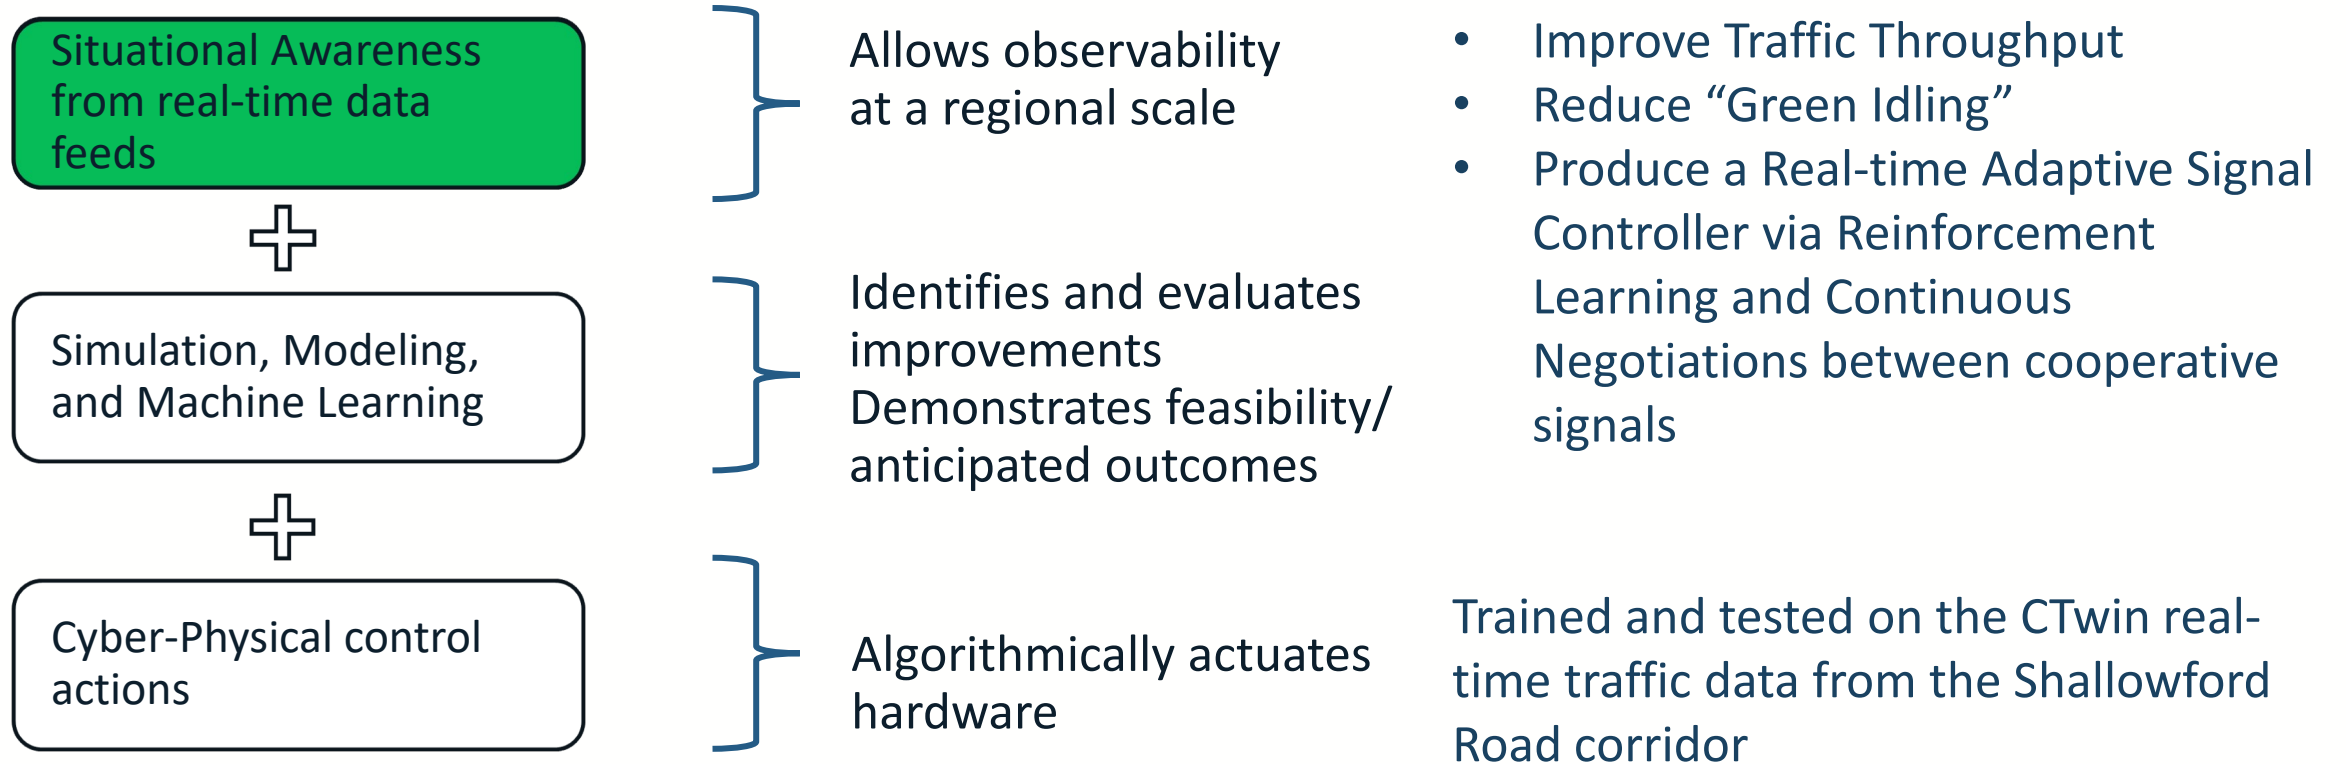 Situational Awareness
from real-time data
feeds
Simulation, Modeling,
and Machine Learning
Cyber-Physical control
actions
Allows observability
at a regional scale
Identifies and evaluates
improvements
Demonstrates feasibility/
anticipated outcomes
Algorithmically actuates
hardware
• Improve Traffic Throughput
• Reduce “Green Idling”
• Produce a Real-time Adaptive Signal
Controller via Reinforcement
Learning and Continuous
Negotiations between cooperative
signals
Trained and tested on the CTwin real-
time traffic data from the Shallowford
Road corridor